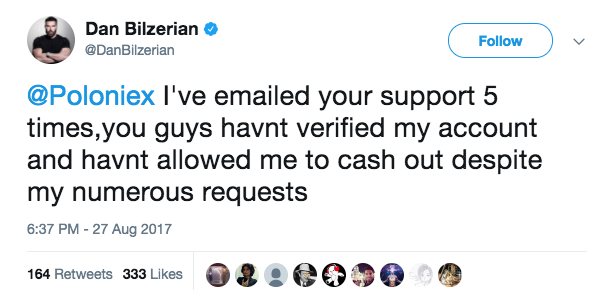 Dan Bilzerian
@DanBilzerian
Follow
@Poloniex I've emailed your support 5
times,you guys havnt verified my account
and havnt allowed me to cash out despite
my numerous requests
6:37 PM - 27 Aug 2017
164 Retweets 333 Likes